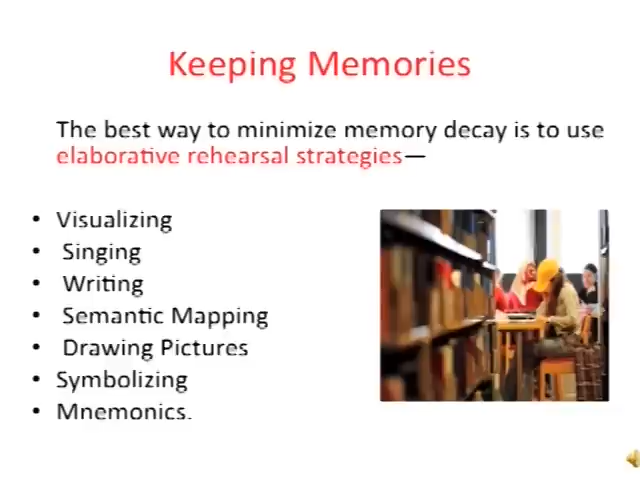 Keeping Memories
The best way to minimize memory decay is to use
elaborative rehearsal strategies—
• Visualizing
• Singing
• Writing
• Semantic Mapping
• Drawing Pictures
• Symbolizing
• Mnemonics.